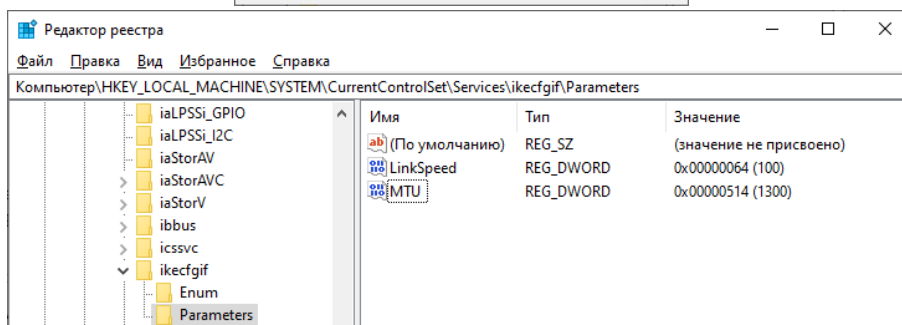 Редактор реестра
Файл Правка Вид Избранное Справка
Компьютер\HKEY_LOCAL_MACHINE\SYSTEM\CurrentControlSet\Services\ikecfgif\Parameters
iaLPSSi_GPIO
iaLPSSi_I2C
iaStorAV
iaStorAVC
iaStorV
ibbus
icssvc
ikecfgif
Enum
Parameters
Имя Тип Значение
(По умолчанию) REG_SZ (значение не присвоено)
LinkSpeed REG_DWORD 0x00000064 (100)
MTU REG_DWORD 0x00000514 (1300)